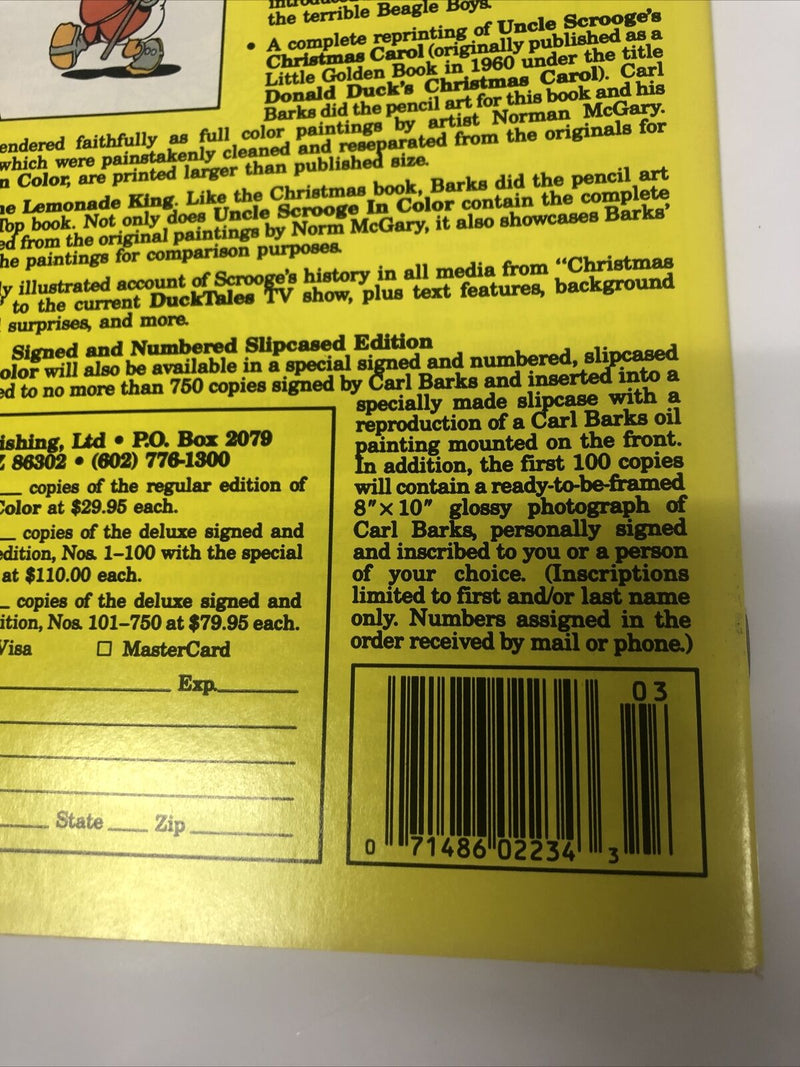 the terrible Beagle Boys.
• A complete reprinting of Uncle Scrooge's
Christmas Carol (originally published as a
Little Golden Book in 1960 under the title
Donald Duck's Christmas Carol). Carl
Barks did the pencil art for this book and his
endered faithfully as full color paintings by artist Norman McGary.
which were painstakenly cleaned and reseparated from the originals for
n Color, are printed larger than published size.
he Lemonade King. Like the Christmas book, Barks did the pencil art
Top book. Not only does Uncle Scrooge In Color contain the complete
ed from the original paintings by Norm McGary, it also showcases Barks'
he paintings for comparison purposes.
y illustrated account of Scrooge's history in all media from "Christmas
" to the current DuckTales TV show, plus text features, background
surprises, and more.
Signed and Numbered Slipcased Edition
olor will also be available in a special signed and numbered, slipcased
ed to no more than 750 copies signed by Carl Barks and inserted into a
specially made slipcase with a
reproduction of a Carl Barks oil
painting mounted on the front.
In addition, the first 100 copies
will contain a ready-to-be-framed
8"×10" glossy photograph of
Carl Barks, personally signed
and inscribed to you or a person
of your choice. (Inscriptions
limited to first and/or last name
only. Numbers assigned in the
order received by mail or phone.)
ishing, Ltd • P.O. Box 2079
Z 86302 • (602) 776-1300
__ copies of the regular edition of
Color at $29.95 each.
__ copies of the deluxe signed and
edition, Nos. 1-100 with the special
at $110.00 each.
_ copies of the deluxe signed and
ition, Nos. 101-750 at $79.95 each.
Visa ☐ MasterCard
Exp.
State ____ Zip
03
0 71486 02234 3